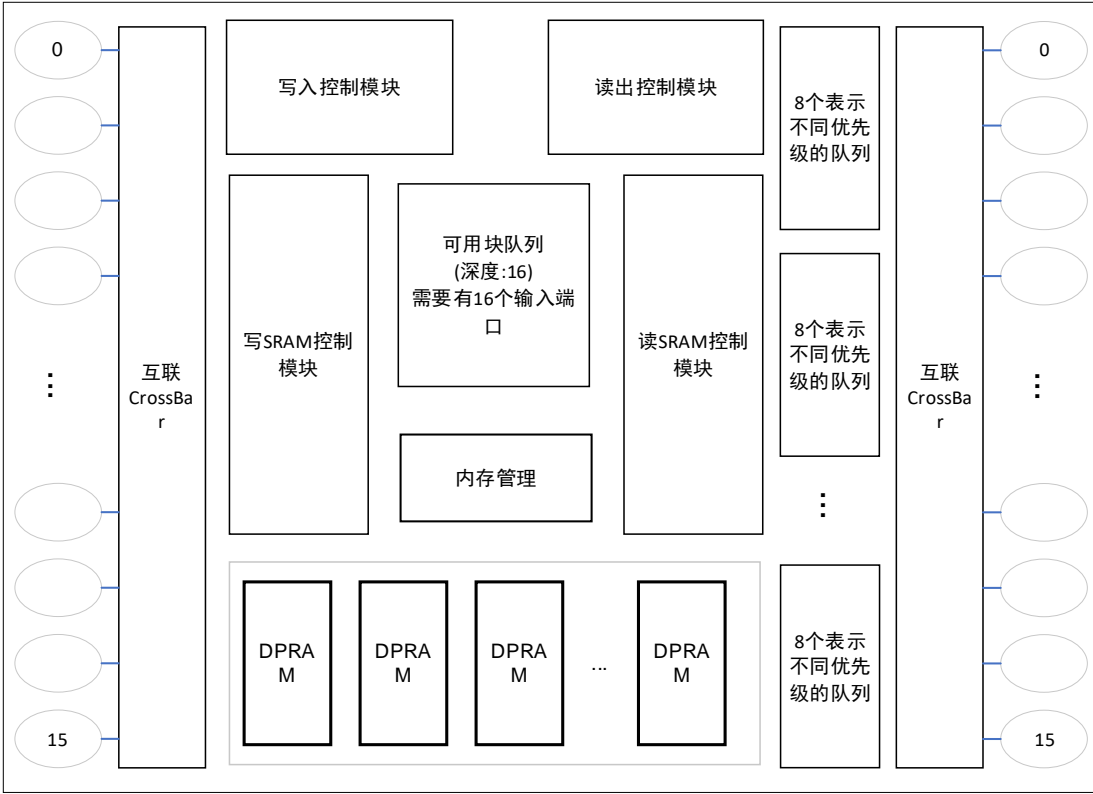 0
写入控制模块
读出控制模块
8个表示
不同优先
级的队列
0
可用块队列
(深度:16)
需要有16个输入端
口
写SRAM控制
模块
读SRAM控制
模块
8个表示
不同优先
级的队列
⋮
互联
CrossBa
r
互联
CrossBa
r
⋮
内存管理
⋮
DPRA
M
DPRA
M
DPRA
M
...
DPRA
M
8个表示
不同优先
级的队列
15
15